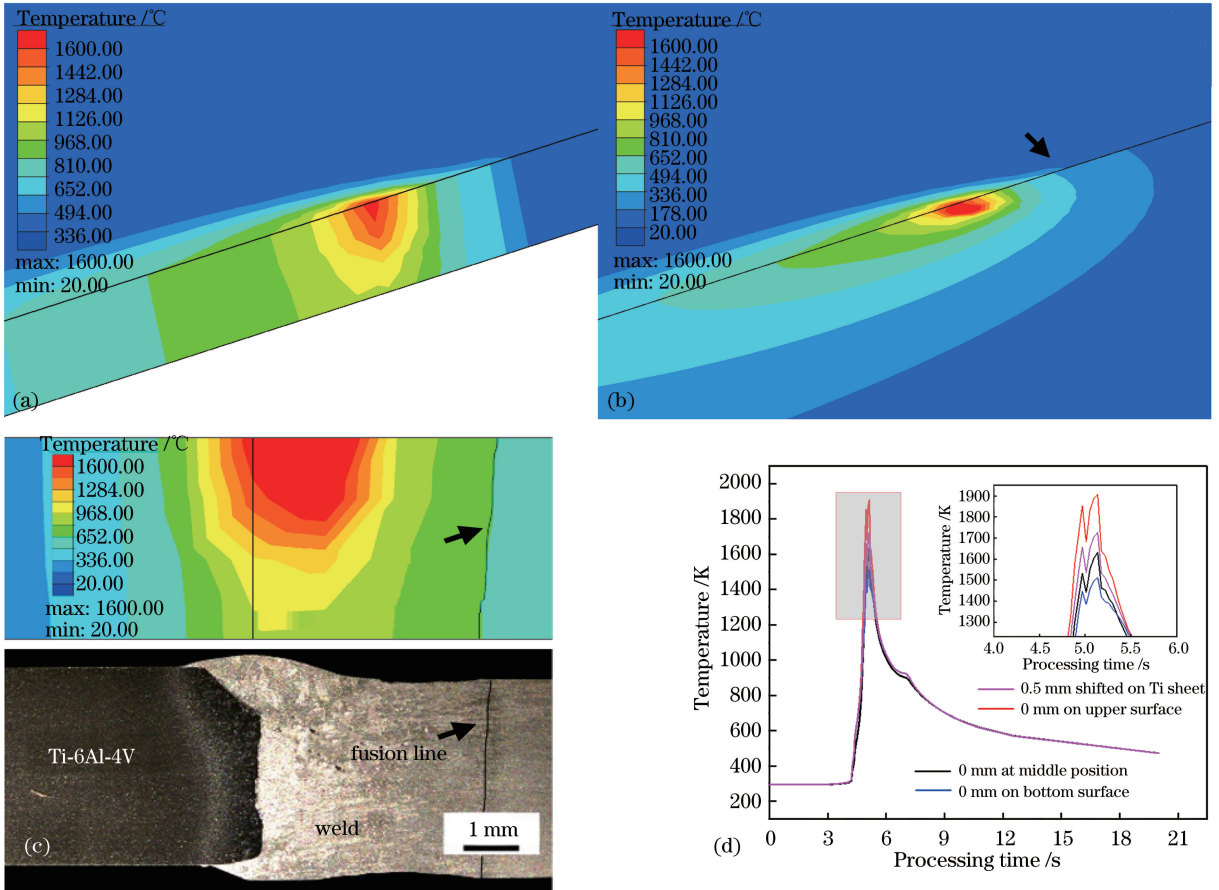 Temperature /℃
1600.00
1442.00
1284.00
1126.00
968.00
810.00
652.00
494.00
336.00
max: 1600.00
min: 20.00
(a)
Temperature /℃
1600.00
1442.00
1284.00
1126.00
968.00
810.00
652.00
494.00
336.00
178.00
20.00
max: 1600.00
min: 20.00
(b)
Temperature /℃
1600.00
1284.00
968.00
652.00
336.00
20.00
max: 1600.00
min: 20.00
Ti-6Al-4V
fusion line
weld
1 mm
(c)
Temperature /K
2000
1800
1600
1400
1200
1000
800
600
400
200
0
3
6
9
12
15
18
21
Processing time /s
Temperature /K
1900
1800
1700
1600
1500
1400
1300
4.0
4.5
5.0
5.5
6.0
Processing time /s
0.5 mm shifted on Ti sheet
0 mm on upper surface
0 mm at middle position
0 mm on bottom surface
(d)